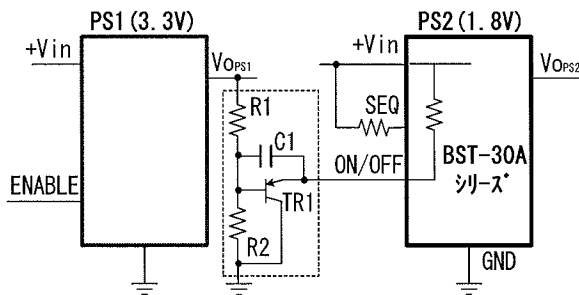 PS1(3.3V)
PS2(1.8V)
+Vin
VOPS1
+Vin
VOPS2
R1
SEQ
C1
ON/OFF
BST-30A
シリーズ
ENABLE
TR1
R2
GND